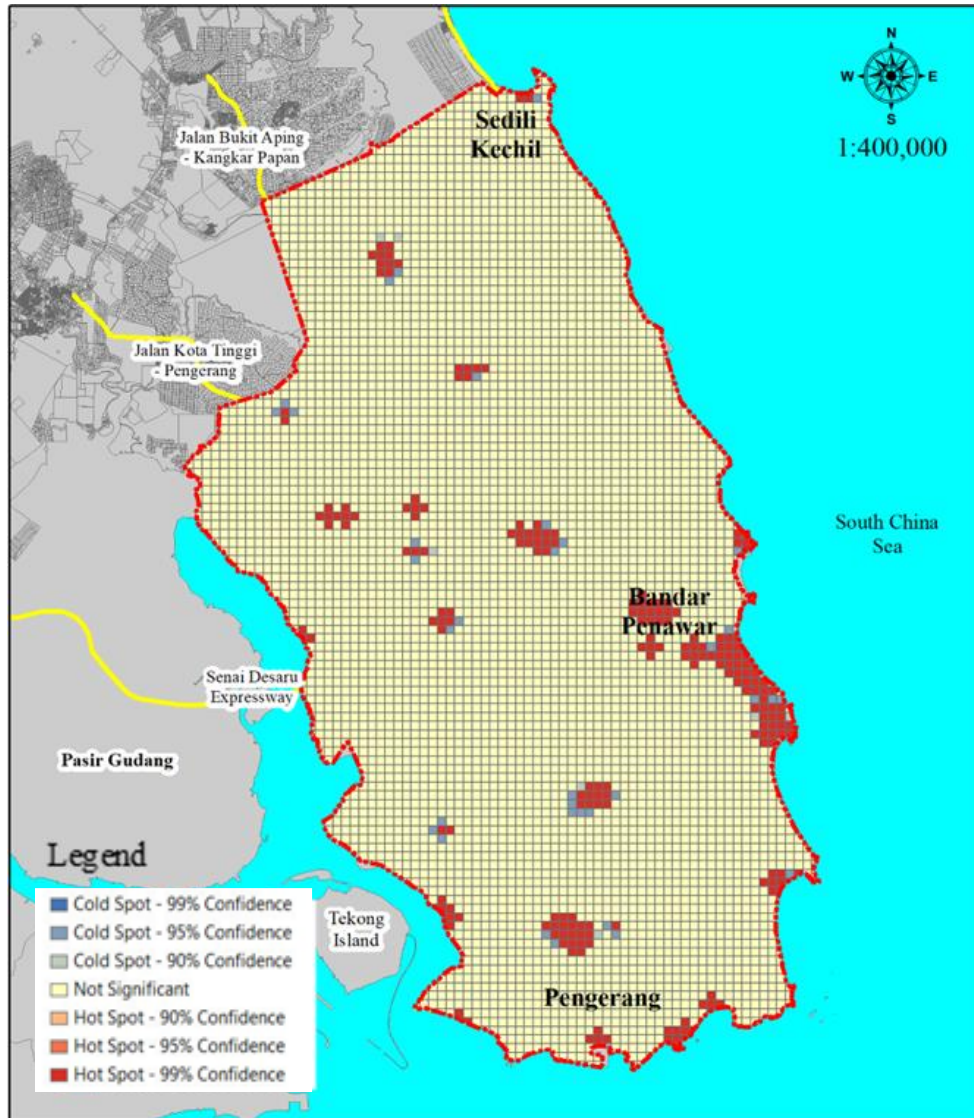 N
W
E
S
1:400,000
Sedili
Kechil
Jalan Bukit Aping
- Kangkar Papan
Jalan Kota Tinggi
- Pengerang
South China
Sea
Bandar
Penawar
Senai Desaru
Expressway
Pasir Gudang
Legend
Cold Spot - 99% Confidence
Cold Spot - 95% Confidence
Cold Spot - 90% Confidence
Not Significant
Hot Spot - 90% Confidence
Hot Spot - 95% Confidence
Hot Spot - 99% Confidence
Tekong
Island
Pengerang